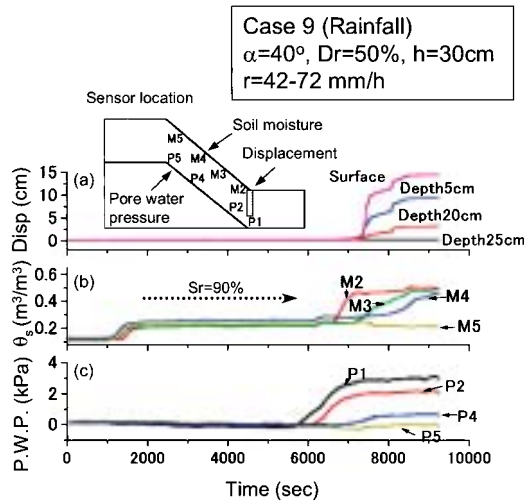 Case 9 (Rainfall)
α=40°, Dr=50%, h=30cm
r=42-72 mm/h
Sensor location
M5
Soil moisture
P5
M4
Displacement
M3
P4
M2
P2
P1
Pore water
pressure
(a)
Disp (cm)
15
10
5
0
Surface
Depth5cm
Depth20cm
Depth25cm
(b)
θs (m³/m³)
0.6
0.4
0.2
Sr=90%
M2
M3
M4
M5
(c)
P.W.P. (kPa)
4
2
0
P1
P2
P4
P5
0 2000 4000 6000 8000 10000
Time (sec)